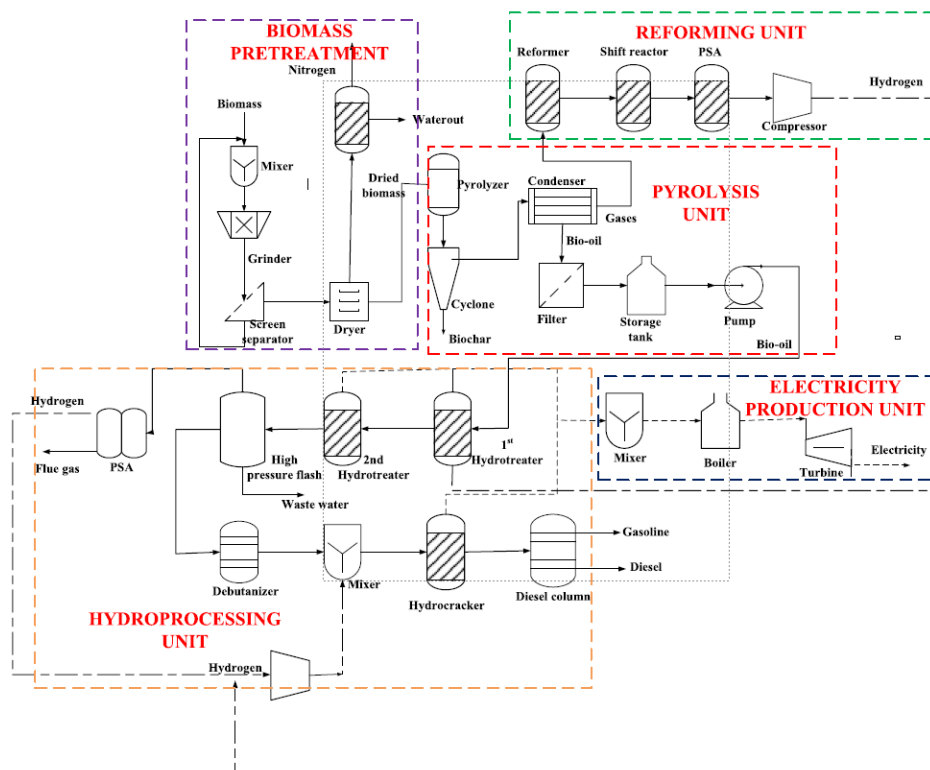 BIOMASS
PRETREATMENT
Nitrogen
Biomass
Waterout
Mixer
Dried
biomass
Grinder
Screen
separator
Dryer
REFORMING UNIT
Reformer
Shift reactor
PSA
Hydrogen
Compressor
Pyrolyzer
Condenser
PYROLYSIS
UNIT
Gases
Bio-oil
Cyclone
Filter
Storage
tank
Pump
Biochar
Bio-oil
Hydrogen
PSA
Flue gas
High
pressure flash
2nd
Hydrotreater
1st
Hydrotreater
Waste water
ELECTRICITY
PRODUCTION UNIT
Mixer
Boiler
Turbine
Electricity
Debutanizer
Mixer
Hydrocracker
Diesel column
Gasoline
Diesel
HYDROPROCESSING
UNIT
Hydrogen